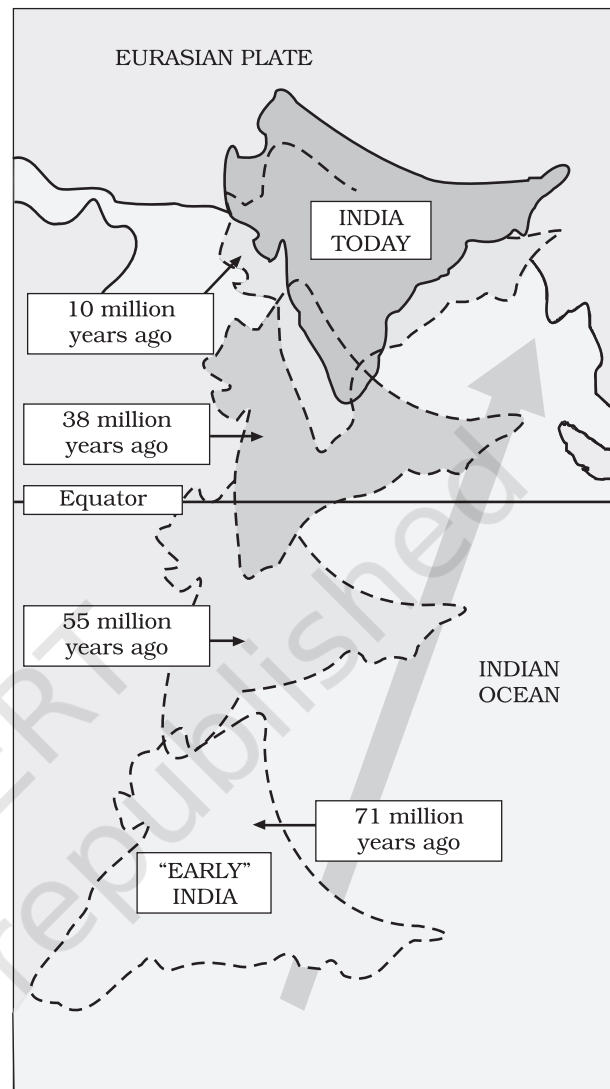 EURASIAN PLATE
INDIA
TODAY
10 million
years ago
38 million
years ago
Equator
55 million
years ago
INDIAN
OCEAN
71 million
years ago
“EARLY”
INDIA
republished